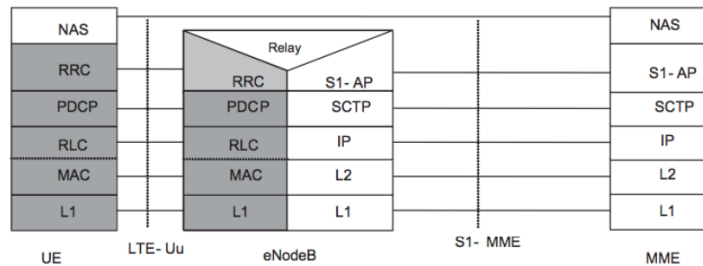 NAS
RRC
PDCP
RLC
MAC
L1
UE
LTE- Uu
Relay
RRC
S1- AP
PDCP
SCTP
RLC
IP
MAC
L2
L1
L1
eNodeB
S1- MME
NAS
S1- AP
SCTP
IP
L2
L1
MME